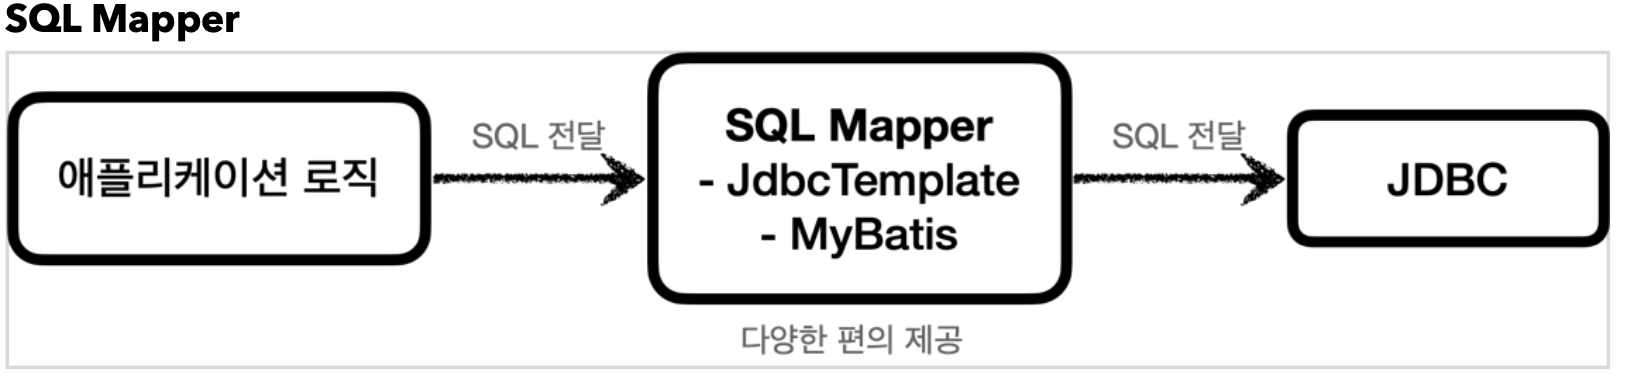 SQL Mapper
애플리케이션 로직
SQL 전달
SQL Mapper
- JdbcTemplate
- MyBatis
SQL 전달
JDBC
다양한 편의 제공